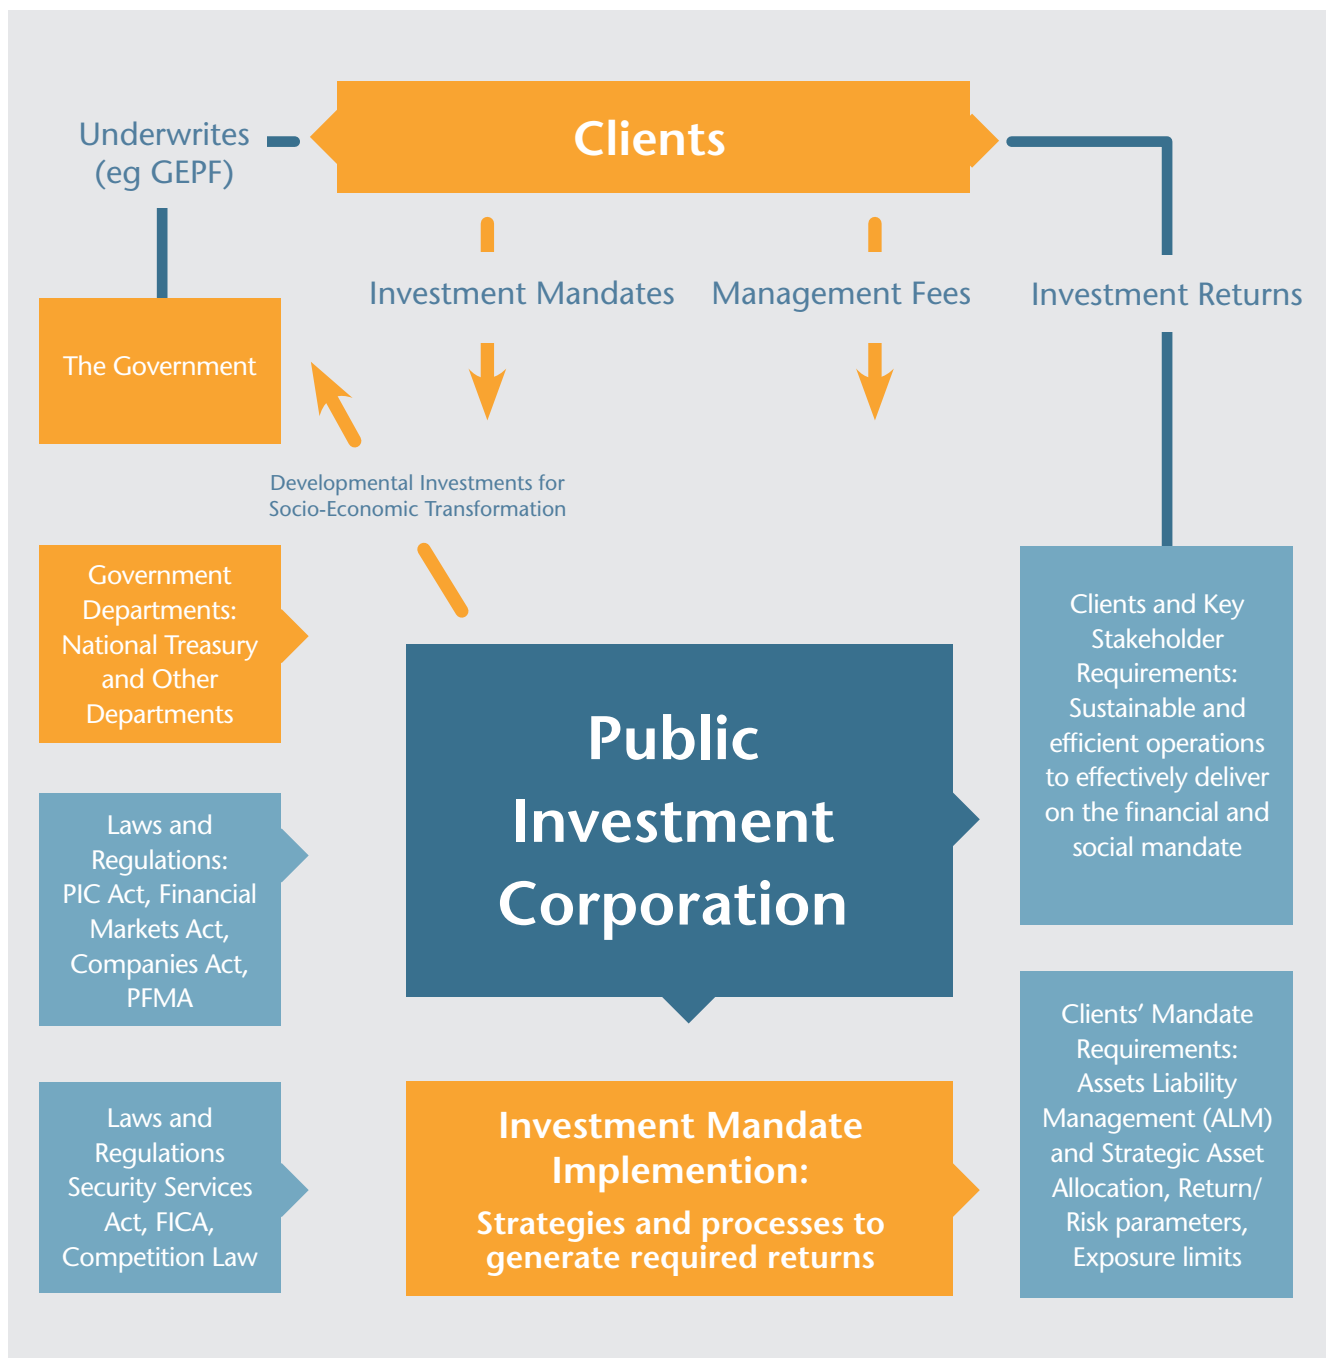 Clients
Underwrites
(eg GEPF)
Investment Mandates
Management Fees
Investment Returns
The Government
Developmental Investments for
Socio-Economic Transformation
Government
Departments:
National Treasury
and Other
Departments
Laws and
Regulations:
PIC Act, Financial
Markets Act,
Companies Act,
PFMA
Laws and
Regulations
Security Services
Act, FICA,
Competition Law
Public
Investment
Corporation
Investment Mandate
Implemention:
Strategies and processes to
generate required returns
Clients and Key
Stakeholder
Requirements:
Sustainable and
efficient operations
to effectively deliver
on the financial and
social mandate
Clients’ Mandate
Requirements:
Assets Liability
Management (ALM)
and Strategic Asset
Allocation, Return/
Risk parameters,
Exposure limits